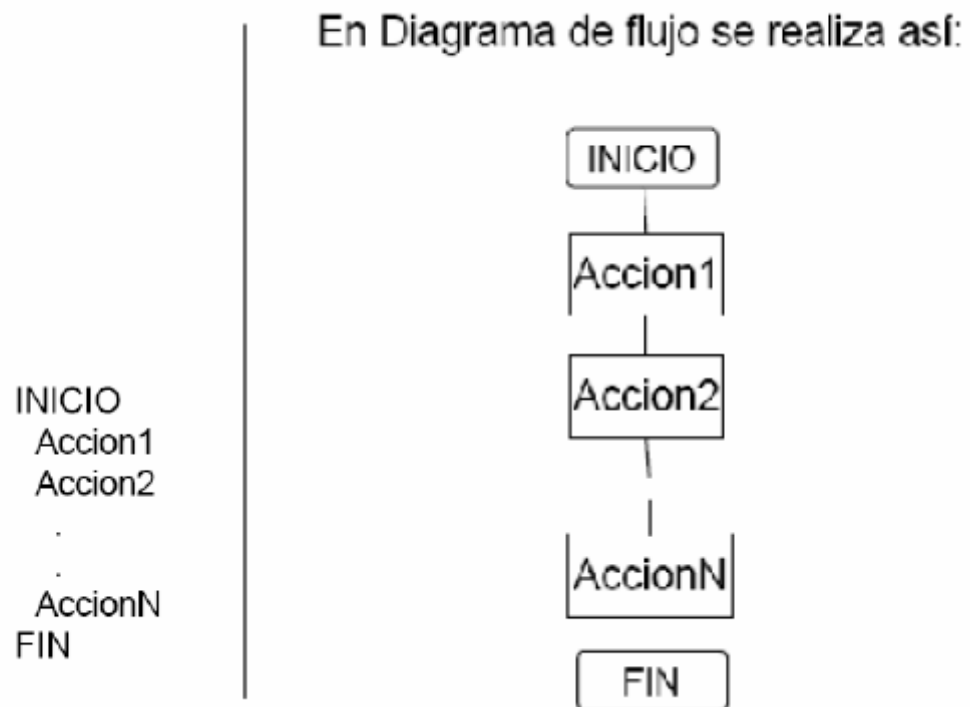 En Diagrama de flujo se realiza así:
INICIO
Accion1
Accion2
.
.
AccionN
FIN
INICIO
Accion1
Accion2
AccionN
FIN